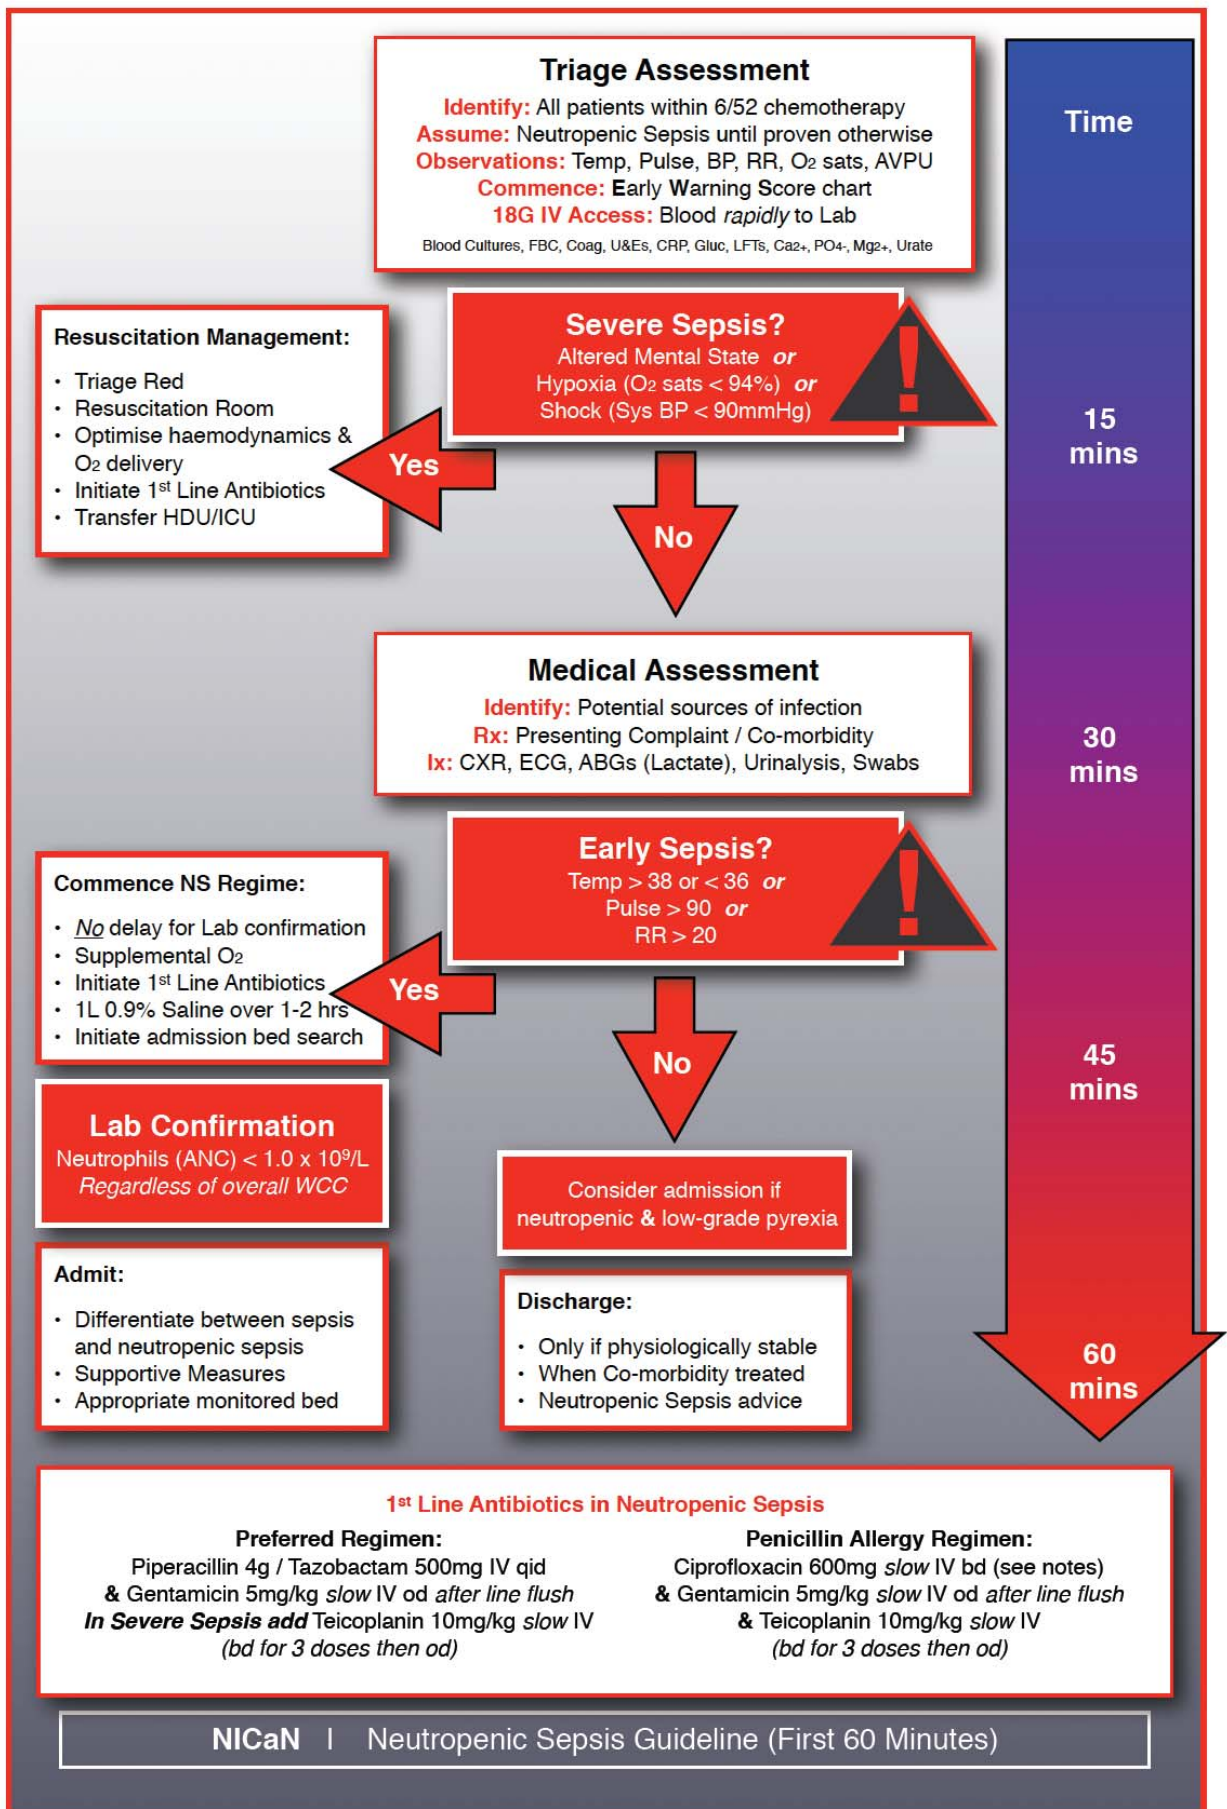 Triage Assessment
Identify: All patients within 6/52 chemotherapy
Assume: Neutropenic Sepsis until proven otherwise
Observations: Temp, Pulse, BP, RR, O2 sats, AVPU
Commence: Early Warning Score chart
18G IV Access: Blood rapidly to Lab
Blood Cultures, FBC, Coag, U&Es, CRP, Gluc, LFTs, Ca2+, PO4-, Mg2+, Urate
Time
Severe Sepsis?
Altered Mental State or
Hypoxia (O2 sats < 94%) or
Shock (Sys BP < 90mmHg)
!
15
mins
Resuscitation Management:
• Triage Red
• Resuscitation Room
• Optimise haemodynamics &
O2 delivery
• Initiate 1st Line Antibiotics
• Transfer HDU/ICU
Yes
No
Medical Assessment
Identify: Potential sources of infection
Rx: Presenting Complaint / Co-morbidity
Ix: CXR, ECG, ABGs (Lactate), Urinalysis, Swabs
30
mins
Early Sepsis?
Temp > 38 or < 36 or
Pulse > 90 or
RR > 20
!
Commence NS Regime:
• No delay for Lab confirmation
• Supplemental O2
• Initiate 1st Line Antibiotics
• 1L 0.9% Saline over 1-2 hrs
• Initiate admission bed search
Yes
No
45
mins
Lab Confirmation
Neutrophils (ANC) < 1.0 x 10⁹/L
Regardless of overall WCC
Consider admission if
neutropenic & low-grade pyrexia
Admit:
• Differentiate between sepsis
and neutropenic sepsis
• Supportive Measures
• Appropriate monitored bed
Discharge:
• Only if physiologically stable
• When Co-morbidity treated
• Neutropenic Sepsis advice
60
mins
1st Line Antibiotics in Neutropenic Sepsis
Preferred Regimen:
Piperacillin 4g / Tazobactam 500mg IV qid
& Gentamicin 5mg/kg slow IV od after line flush
In Severe Sepsis add Teicoplanin 10mg/kg slow IV
(bd for 3 doses then od)
Penicillin Allergy Regimen:
Ciprofloxacin 600mg slow IV bd (see notes)
& Gentamicin 5mg/kg slow IV od after line flush
& Teicoplanin 10mg/kg slow IV
(bd for 3 doses then od)
NICaN | Neutropenic Sepsis Guideline (First 60 Minutes)